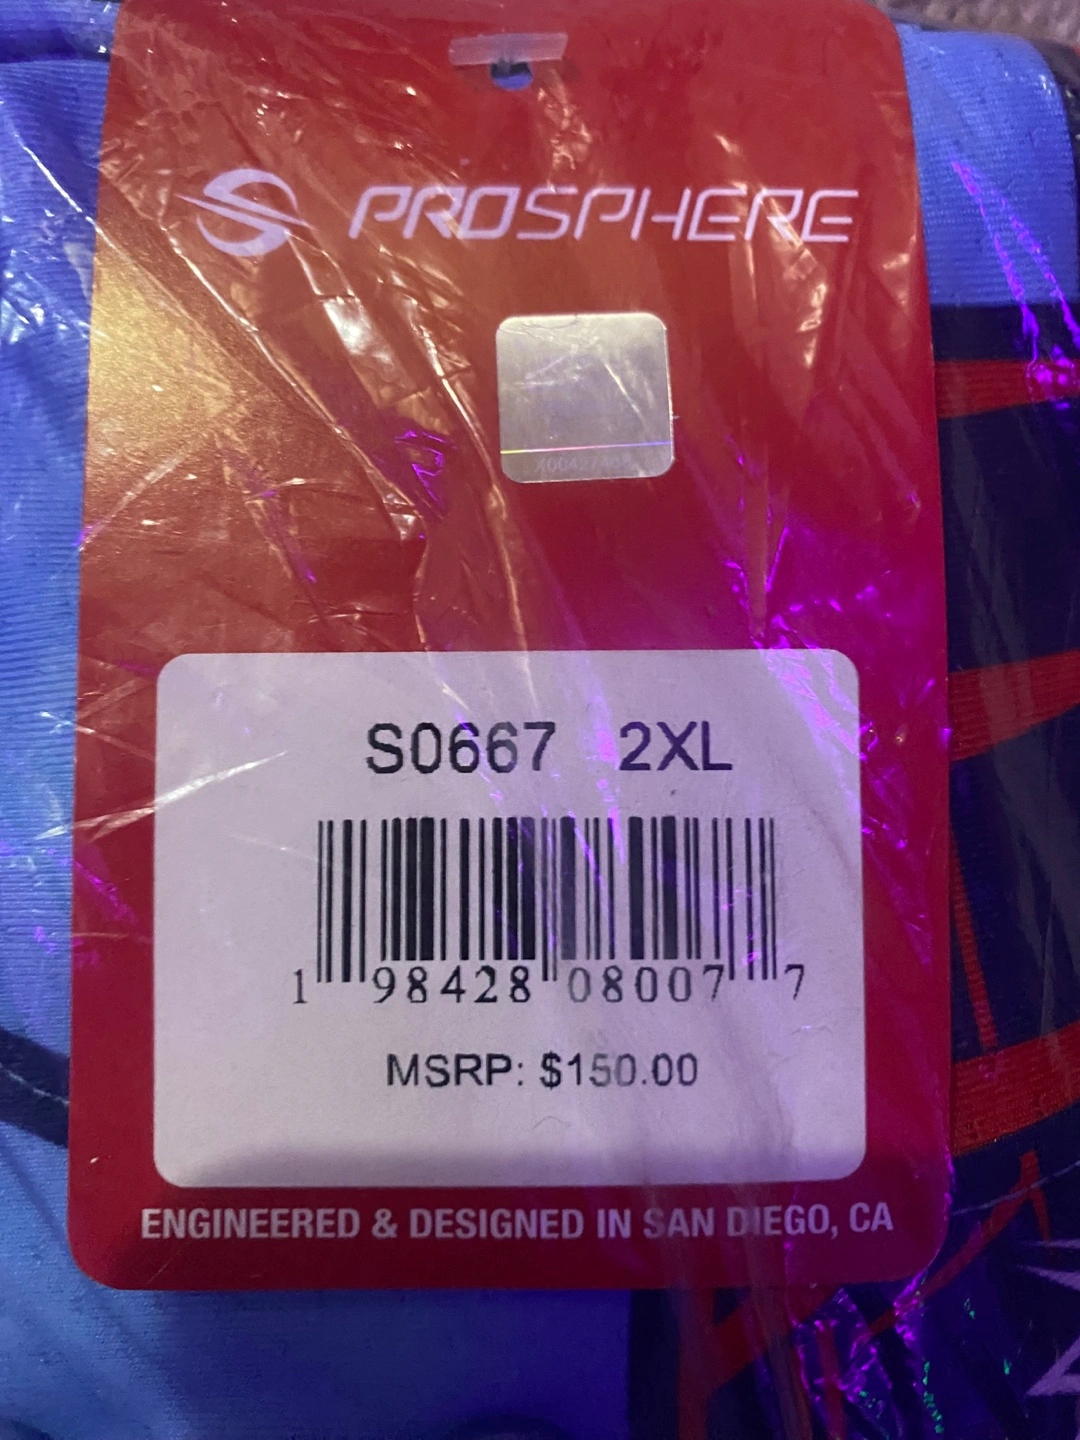 PROSPHERE
S0667 2XL
1 98428 08007 7
MSRP: $150.00
ENGINEERED & DESIGNED IN SAN DIEGO, CA